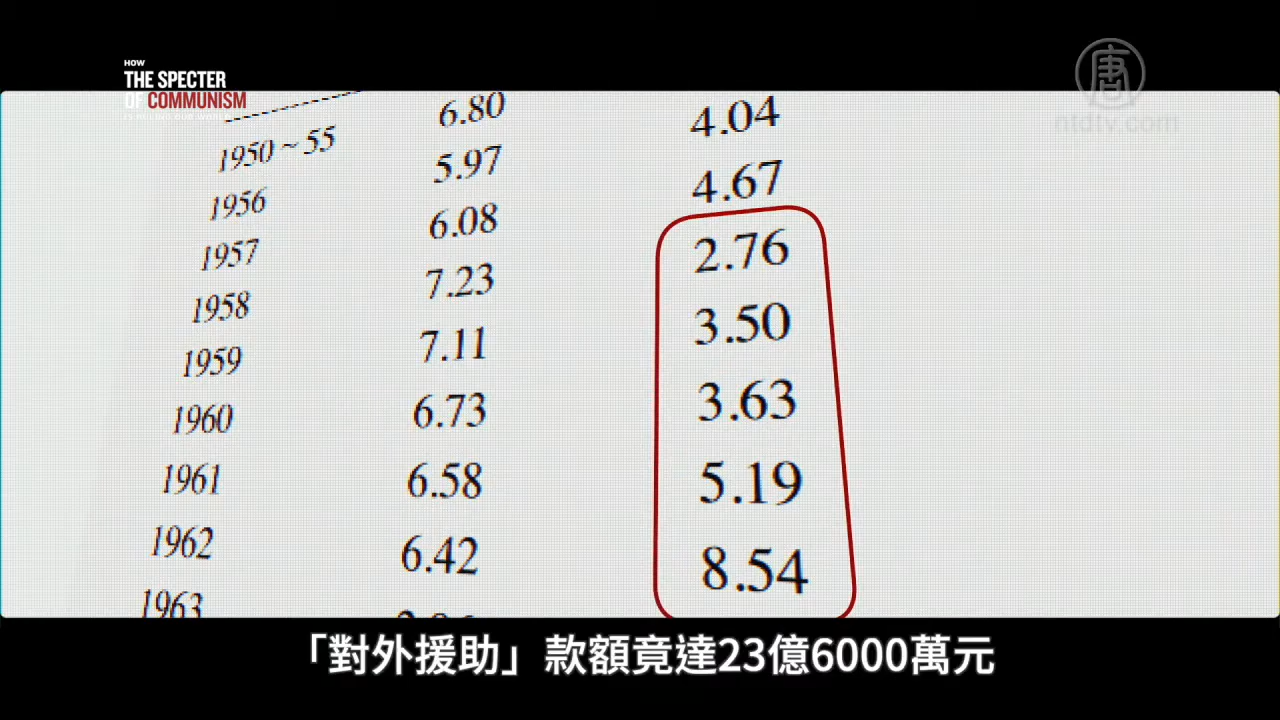 HOW
THE SPECTER
OF COMMUNISM
唐
ntdtv.com
6.80 4.04
1950 ~ 55 5.97 4.67
1956 6.08 2.76
1957 7.23 3.50
1958 7.11 3.63
1959 6.73 5.19
1960 6.58 8.54
1961 6.42
1962
1963
「對外援助」款額竟達23億6000萬元